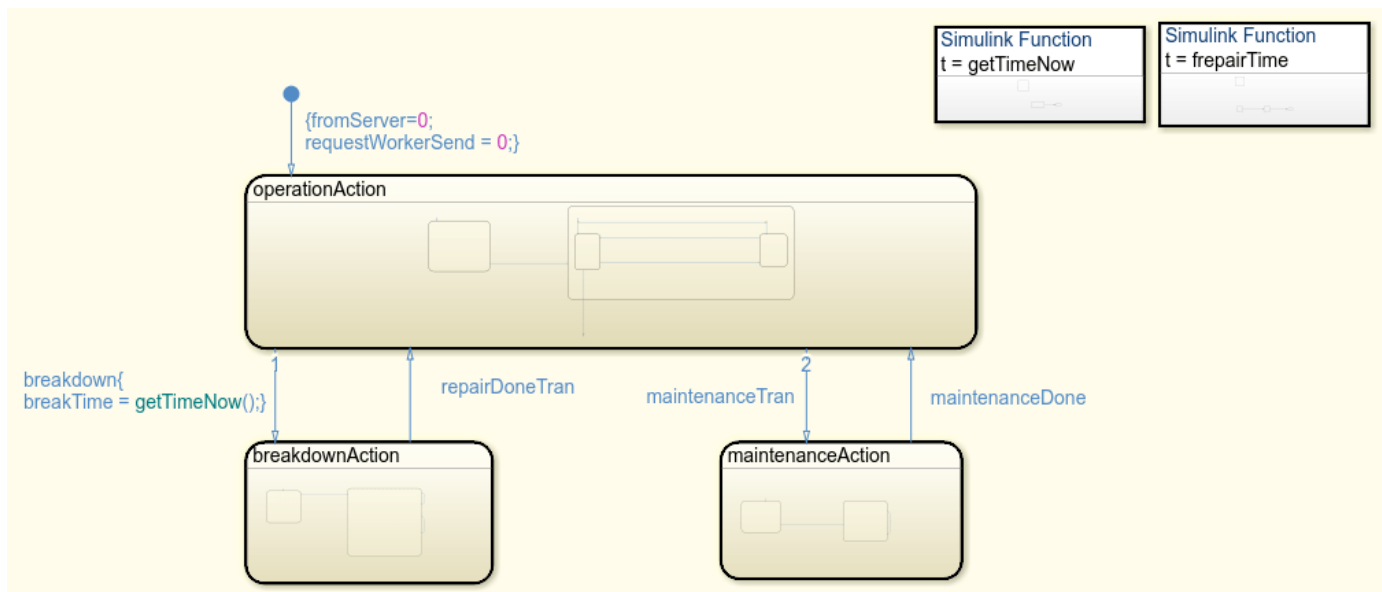 Simulink Function
t = getTimeNow
Simulink Function
t = frepairTime
{fromServer=0;
requestWorkerSend = 0;}
operationAction
1
2
breakdown{
breakTime = getTimeNow();}
repairDoneTran
maintenanceTran
maintenanceDone
breakdownAction
maintenanceAction